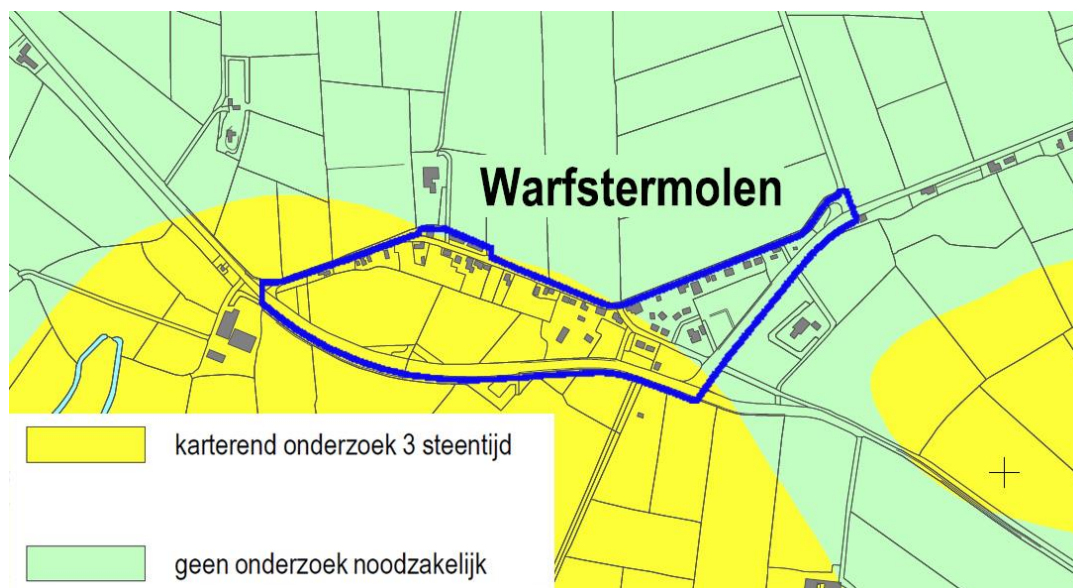 Warfstermolen
karterend onderzoek 3 steentijd
geen onderzoek noodzakelijk